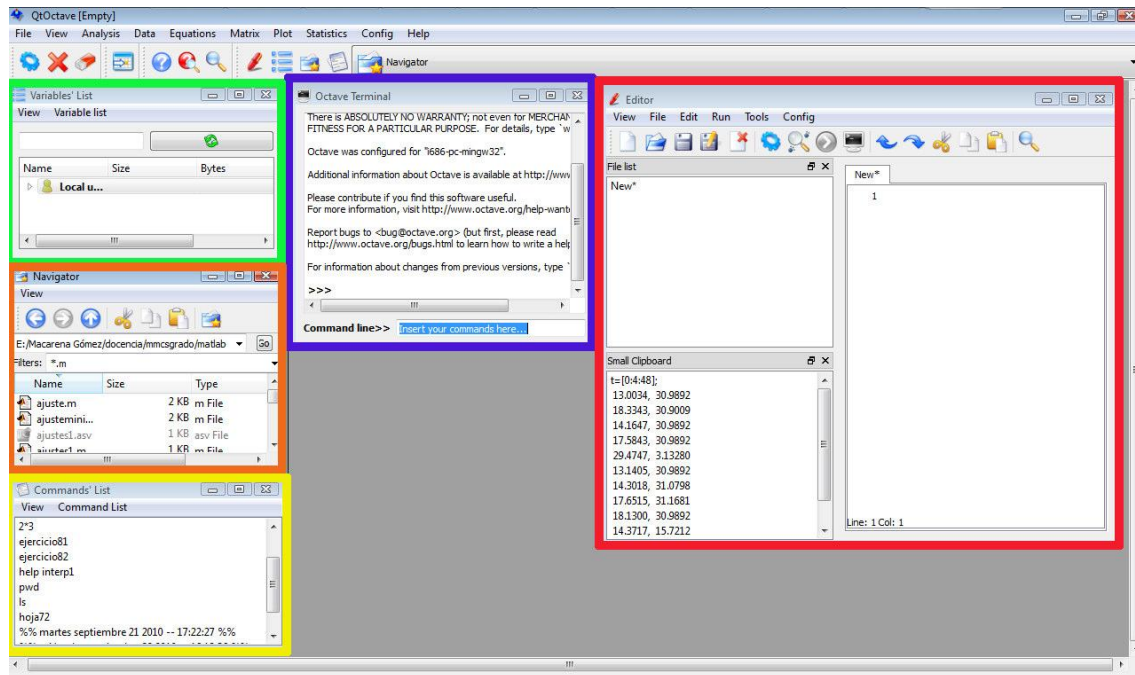 QtOctave [Empty]
File View Analysis Data Equations Matrix Plot Statistics Config Help
Navigator
Variables' List
View Variable list
Name Size Bytes
Local u...
Navigator
View
E:/Macarena Gómez/docencia/mmcsgrado/matlab Go
Filters: *.m
Name Size Type
ajuste.m 2 KB m File
ajustemini... 2 KB m File
ajustes1.asv 1 KB asv File
ajustes1.m 1 KB m File
Commands' List
View Command List
2*3
ejercicio81
ejercicio82
help interp1
pwd
ls
hoja72
%% martes septiembre 21 2010 -- 17:22:27 %%
Octave Terminal
There is ABSOLUTELY NO WARRANTY; not even for MERCHAN
FITNESS FOR A PARTICULAR PURPOSE. For details, type `w
Octave was configured for "i686-pc-mingw32".
Additional information about Octave is available at http://www
Please contribute if you find this software useful.
For more information, visit http://www.octave.org/help-want
Report bugs to <bug@octave.org> (but first, please read
http://www.octave.org/bugs.html to learn how to write a help
For information about changes from previous versions, type `
>>>
Command line>> Insert your commands here...
Editor
View File Edit Run Tools Config
File list
New*
New*
1
Small Clipboard
t=[0:4:48];
13.0034, 30.9892
18.3343, 30.9009
14.1647, 30.9892
17.5843, 30.9892
29.4747, 3.13280
13.1405, 30.9892
14.3018, 31.0798
17.6515, 31.1681
18.1300, 30.9892
14.3717, 15.7212
Line: 1 Col: 1